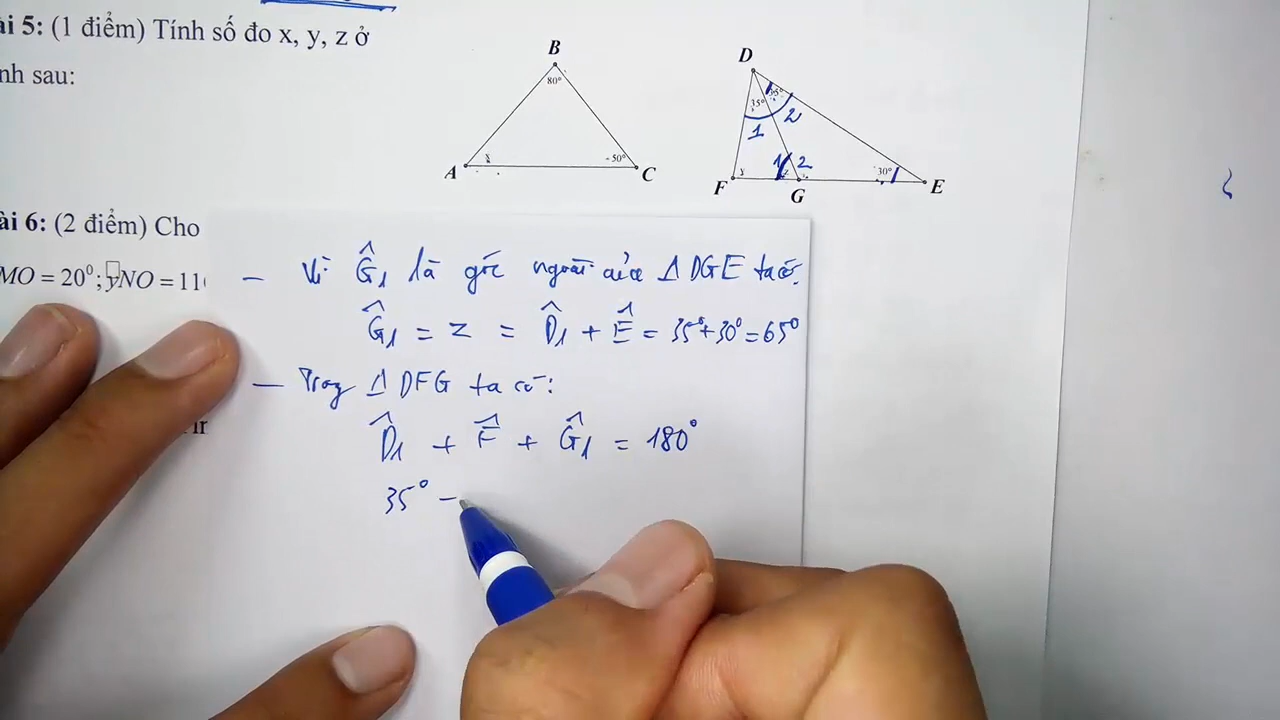 ài 5: (1 điểm) Tính số đo x, y, z ở
nh sau:
B
80°
A
x
50°
C
D
35°
35°
1
2
1
2
z
30°
F
G
E
ài 6: (2 điểm) Cho
MO = 20⁰; yNO = 11
– Vì Ĝ₁ là góc ngoài của Δ DGE ta có:
Ĝ₁ = z = D̂₁ + Ê = 35° + 30° = 65°
– Trong Δ DFG ta có:
D̂₁ + F̂ + Ĝ₁ = 180°
35° –